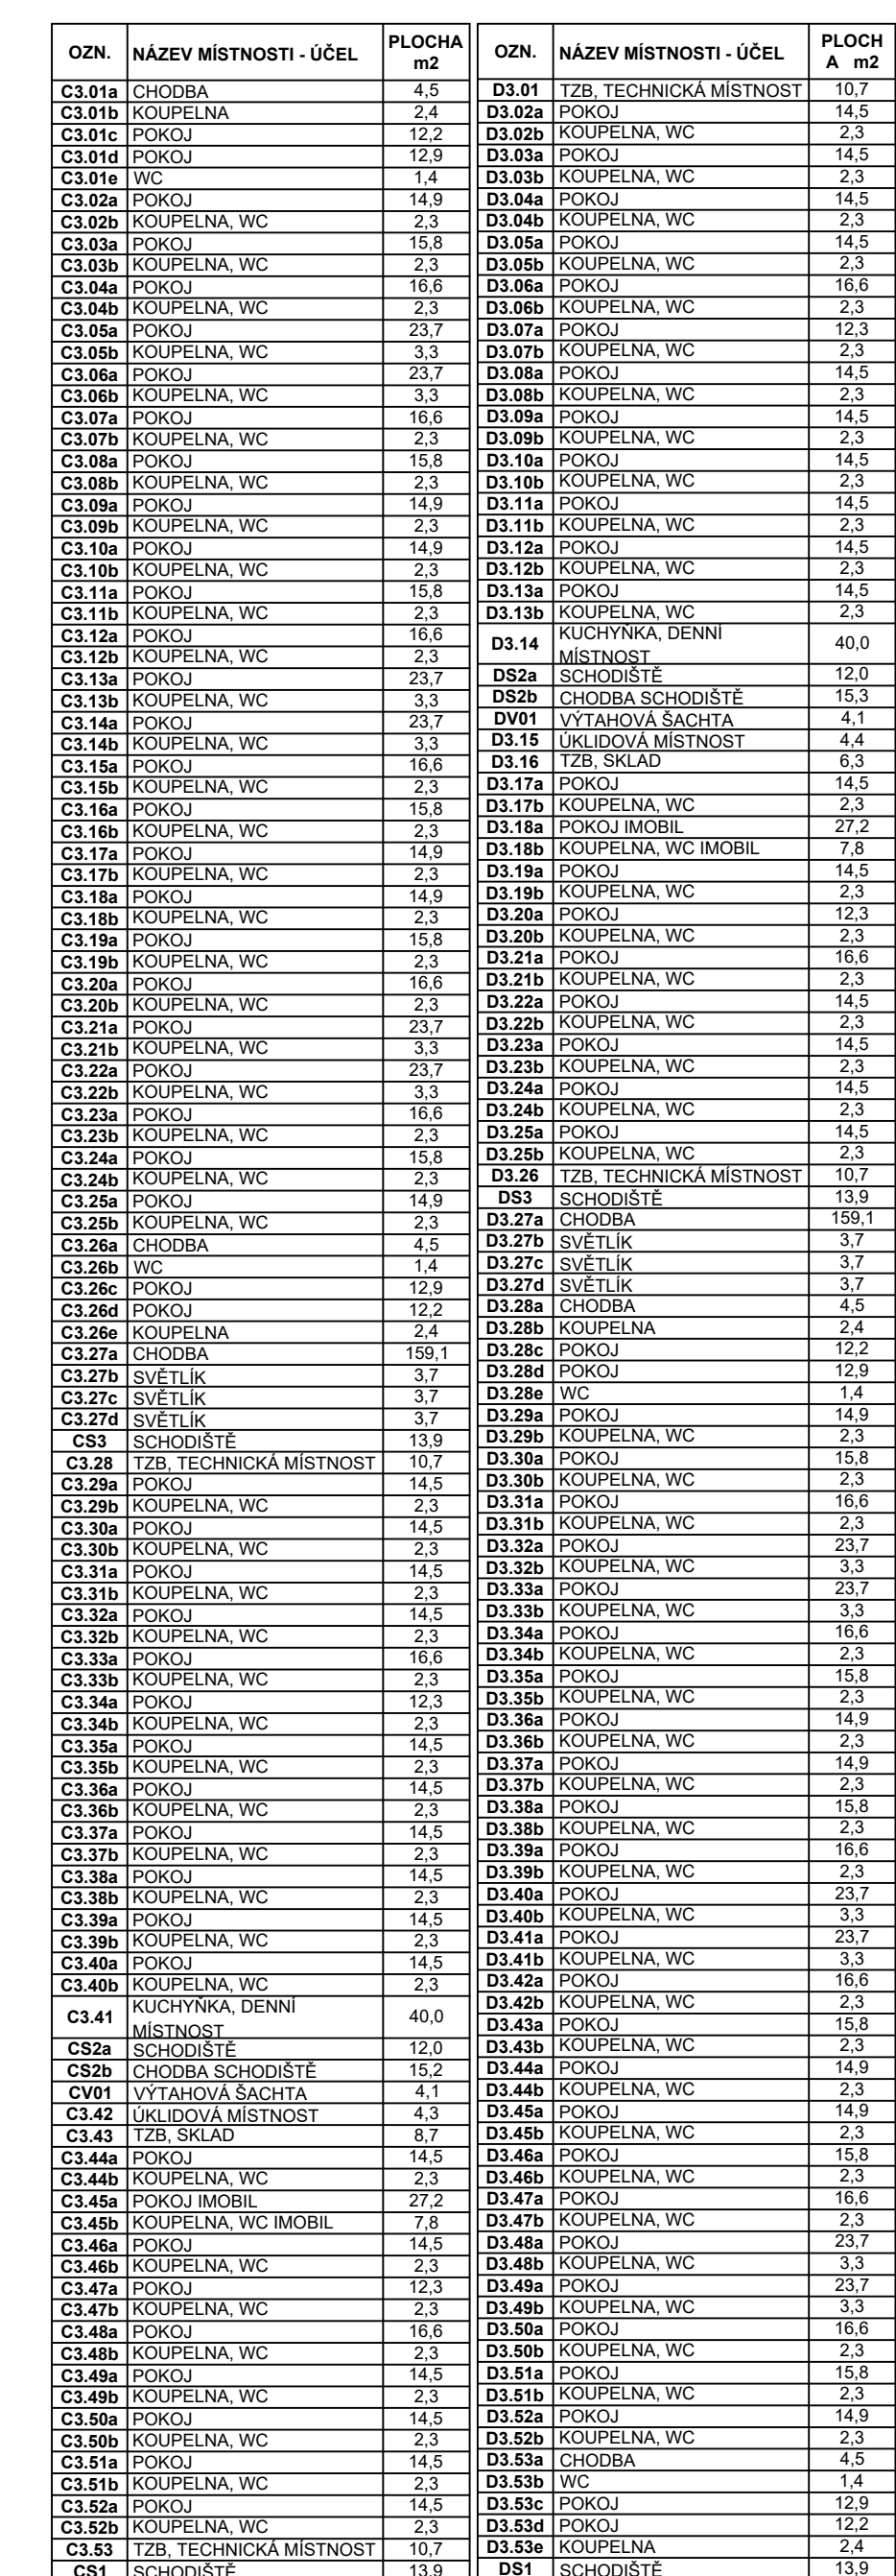 OZN. NÁZEV MÍSTNOSTI - ÚČEL PLOCHA m2
C3.01a CHODBA 4,5
C3.01b KOUPELNA 2,4
C3.01c POKOJ 12,2
C3.01d POKOJ 12,9
C3.01e WC 1,4
C3.02a POKOJ 14,9
C3.02b KOUPELNA, WC 2,3
C3.03a POKOJ 15,8
C3.03b KOUPELNA, WC 2,3
C3.04a POKOJ 16,6
C3.04b KOUPELNA, WC 2,3
C3.05a POKOJ 23,7
C3.05b KOUPELNA, WC 3,3
C3.06a POKOJ 23,7
C3.06b KOUPELNA, WC 3,3
C3.07a POKOJ 16,6
C3.07b KOUPELNA, WC 2,3
C3.08a POKOJ 15,8
C3.08b KOUPELNA, WC 2,3
C3.09a POKOJ 14,9
C3.09b KOUPELNA, WC 2,3
C3.10a POKOJ 14,9
C3.10b KOUPELNA, WC 2,3
C3.11a POKOJ 15,8
C3.11b KOUPELNA, WC 2,3
C3.12a POKOJ 16,6
C3.12b KOUPELNA, WC 2,3
C3.13a POKOJ 23,7
C3.13b KOUPELNA, WC 3,3
C3.14a POKOJ 23,7
C3.14b KOUPELNA, WC 3,3
C3.15a POKOJ 16,6
C3.15b KOUPELNA, WC 2,3
C3.16a POKOJ 15,8
C3.16b KOUPELNA, WC 2,3
C3.17a POKOJ 14,9
C3.17b KOUPELNA, WC 2,3
C3.18a POKOJ 14,9
C3.18b KOUPELNA, WC 2,3
C3.19a POKOJ 15,8
C3.19b KOUPELNA, WC 2,3
C3.20a POKOJ 16,6
C3.20b KOUPELNA, WC 2,3
C3.21a POKOJ 23,7
C3.21b KOUPELNA, WC 3,3
C3.22a POKOJ 23,7
C3.22b KOUPELNA, WC 3,3
C3.23a POKOJ 16,6
C3.23b KOUPELNA, WC 2,3
C3.24a POKOJ 15,8
C3.24b KOUPELNA, WC 2,3
C3.25a POKOJ 14,9
C3.25b KOUPELNA, WC 2,3
C3.26a CHODBA 4,5
C3.26b WC 1,4
C3.26c POKOJ 12,9
C3.26d POKOJ 12,2
C3.26e KOUPELNA 2,4
C3.27a CHODBA 159,1
C3.27b SVĚTLÍK 3,7
C3.27c SVĚTLÍK 3,7
C3.27d SVĚTLÍK 3,7
CS3 SCHODIŠTĚ 13,9
C3.28 TZB, TECHNICKÁ MÍSTNOST 10,7
C3.29a POKOJ 14,5
C3.29b KOUPELNA, WC 2,3
C3.30a POKOJ 14,5
C3.30b KOUPELNA, WC 2,3
C3.31a POKOJ 14,5
C3.31b KOUPELNA, WC 2,3
C3.32a POKOJ 14,5
C3.32b KOUPELNA, WC 2,3
C3.33a POKOJ 16,6
C3.33b KOUPELNA, WC 2,3
C3.34a POKOJ 12,3
C3.34b KOUPELNA, WC 2,3
C3.35a POKOJ 14,5
C3.35b KOUPELNA, WC 2,3
C3.36a POKOJ 14,5
C3.36b KOUPELNA, WC 2,3
C3.37a POKOJ 14,5
C3.37b KOUPELNA, WC 2,3
C3.38a POKOJ 14,5
C3.38b KOUPELNA, WC 2,3
C3.39a POKOJ 14,5
C3.39b KOUPELNA, WC 2,3
C3.40a POKOJ 14,5
C3.40b KOUPELNA, WC 2,3
C3.41 KUCHYŇKA, DENNÍ MÍSTNOST 40,0
CS2a SCHODIŠTĚ 12,0
CS2b CHODBA SCHODIŠTĚ 15,2
CV01 VÝTAHOVÁ ŠACHTA 4,1
C3.42 ÚKLIDOVÁ MÍSTNOST 4,3
C3.43 TZB, SKLAD 8,7
C3.44a POKOJ 14,5
C3.44b KOUPELNA, WC 2,3
C3.45a POKOJ IMOBIL 27,2
C3.45b KOUPELNA, WC IMOBIL 7,8
C3.46a POKOJ 14,5
C3.46b KOUPELNA, WC 2,3
C3.47a POKOJ 12,3
C3.47b KOUPELNA, WC 2,3
C3.48a POKOJ 16,6
C3.48b KOUPELNA, WC 2,3
C3.49a POKOJ 14,5
C3.49b KOUPELNA, WC 2,3
C3.50a POKOJ 14,5
C3.50b KOUPELNA, WC 2,3
C3.51a POKOJ 14,5
C3.51b KOUPELNA, WC 2,3
C3.52a POKOJ 14,5
C3.52b KOUPELNA, WC 2,3
C3.53 TZB, TECHNICKÁ MÍSTNOST 10,7
CS1 SCHODIŠTĚ 13,9
OZN. NÁZEV MÍSTNOSTI - ÚČEL PLOCH A m2
D3.01 TZB, TECHNICKÁ MÍSTNOST 10,7
D3.02a POKOJ 14,5
D3.02b KOUPELNA, WC 2,3
D3.03a POKOJ 14,5
D3.03b KOUPELNA, WC 2,3
D3.04a POKOJ 14,5
D3.04b KOUPELNA, WC 2,3
D3.05a POKOJ 14,5
D3.05b KOUPELNA, WC 2,3
D3.06a POKOJ 16,6
D3.06b KOUPELNA, WC 2,3
D3.07a POKOJ 12,3
D3.07b KOUPELNA, WC 2,3
D3.08a POKOJ 14,5
D3.08b KOUPELNA, WC 2,3
D3.09a POKOJ 14,5
D3.09b KOUPELNA, WC 2,3
D3.10a POKOJ 14,5
D3.10b KOUPELNA, WC 2,3
D3.11a POKOJ 14,5
D3.11b KOUPELNA, WC 2,3
D3.12a POKOJ 14,5
D3.12b KOUPELNA, WC 2,3
D3.13a POKOJ 14,5
D3.13b KOUPELNA, WC 2,3
D3.14 KUCHYŇKA, DENNÍ MÍSTNOST 40,0
DS2a SCHODIŠTĚ 12,0
DS2b CHODBA SCHODIŠTĚ 15,3
DV01 VÝTAHOVÁ ŠACHTA 4,1
D3.15 ÚKLIDOVÁ MÍSTNOST 4,4
D3.16 TZB, SKLAD 6,3
D3.17a POKOJ 14,5
D3.17b KOUPELNA, WC 2,3
D3.18a POKOJ IMOBIL 27,2
D3.18b KOUPELNA, WC IMOBIL 7,8
D3.19a POKOJ 14,5
D3.19b KOUPELNA, WC 2,3
D3.20a POKOJ 12,3
D3.20b KOUPELNA, WC 2,3
D3.21a POKOJ 16,6
D3.21b KOUPELNA, WC 2,3
D3.22a POKOJ 14,5
D3.22b KOUPELNA, WC 2,3
D3.23a POKOJ 14,5
D3.23b KOUPELNA, WC 2,3
D3.24a POKOJ 14,5
D3.24b KOUPELNA, WC 2,3
D3.25a POKOJ 14,5
D3.25b KOUPELNA, WC 2,3
D3.26 TZB, TECHNICKÁ MÍSTNOST 10,7
DS3 SCHODIŠTĚ 13,9
D3.27a CHODBA 159,1
D3.27b SVĚTLÍK 3,7
D3.27c SVĚTLÍK 3,7
D3.27d SVĚTLÍK 3,7
D3.28a CHODBA 4,5
D3.28b KOUPELNA 2,4
D3.28c POKOJ 12,2
D3.28d POKOJ 12,9
D3.28e WC 1,4
D3.29a POKOJ 14,9
D3.29b KOUPELNA, WC 2,3
D3.30a POKOJ 15,8
D3.30b KOUPELNA, WC 2,3
D3.31a POKOJ 16,6
D3.31b KOUPELNA, WC 2,3
D3.32a POKOJ 23,7
D3.32b KOUPELNA, WC 3,3
D3.33a POKOJ 23,7
D3.33b KOUPELNA, WC 3,3
D3.34a POKOJ 16,6
D3.34b KOUPELNA, WC 2,3
D3.35a POKOJ 15,8
D3.35b KOUPELNA, WC 2,3
D3.36a POKOJ 14,9
D3.36b KOUPELNA, WC 2,3
D3.37a POKOJ 14,9
D3.37b KOUPELNA, WC 2,3
D3.38a POKOJ 15,8
D3.38b KOUPELNA, WC 2,3
D3.39a POKOJ 16,6
D3.39b KOUPELNA, WC 2,3
D3.40a POKOJ 23,7
D3.40b KOUPELNA, WC 3,3
D3.41a POKOJ 23,7
D3.41b KOUPELNA, WC 3,3
D3.42a POKOJ 16,6
D3.42b KOUPELNA, WC 2,3
D3.43a POKOJ 15,8
D3.43b KOUPELNA, WC 2,3
D3.44a POKOJ 14,9
D3.44b KOUPELNA, WC 2,3
D3.45a POKOJ 14,9
D3.45b KOUPELNA, WC 2,3
D3.46a POKOJ 15,8
D3.46b KOUPELNA, WC 2,3
D3.47a POKOJ 16,6
D3.47b KOUPELNA, WC 2,3
D3.48a POKOJ 23,7
D3.48b KOUPELNA, WC 3,3
D3.49a POKOJ 23,7
D3.49b KOUPELNA, WC 3,3
D3.50a POKOJ 16,6
D3.50b KOUPELNA, WC 2,3
D3.51a POKOJ 15,8
D3.51b KOUPELNA, WC 2,3
D3.52a POKOJ 14,9
D3.52b KOUPELNA, WC 2,3
D3.53a CHODBA 4,5
D3.53b WC 1,4
D3.53c POKOJ 12,9
D3.53d POKOJ 12,2
D3.53e KOUPELNA 2,4
DS1 SCHODIŠTĚ 13,9